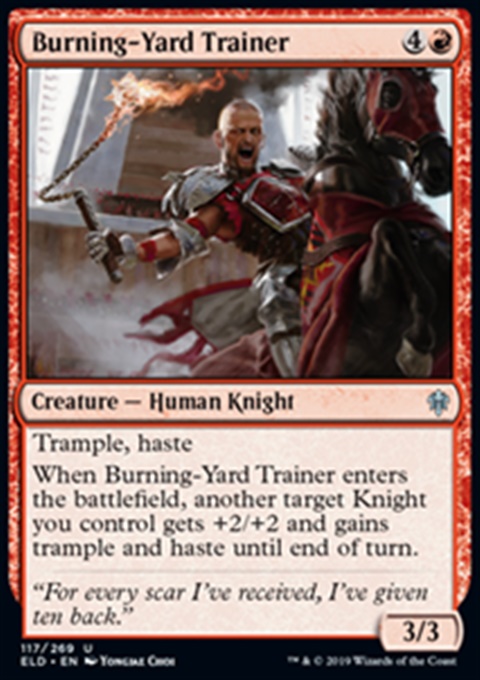 Burning-Yard Trainer 4
Creature — Human Knight
Trample, haste
When Burning-Yard Trainer enters
the battlefield, another target Knight
you control gets +2/+2 and gains
trample and haste until end of turn.
"For every scar I've received, I've given
ten back."
3/3
117/269 U
ELD • EN Yongjae Choi ™ & © 2019 Wizards of the Coast